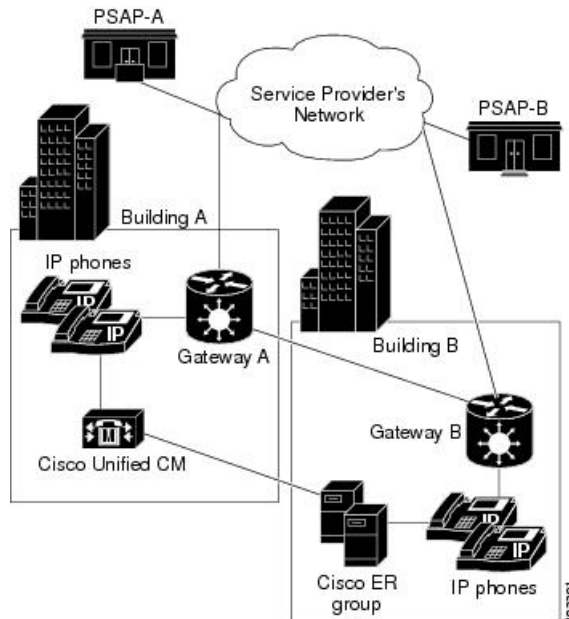 PSAP-A
Service Provider's
Network
PSAP-B
Building A
IP phones
IP
IP
Gateway A
Building B
M
Cisco Unified CM
Gateway B
IP
IP
Cisco ER
group
IP phones